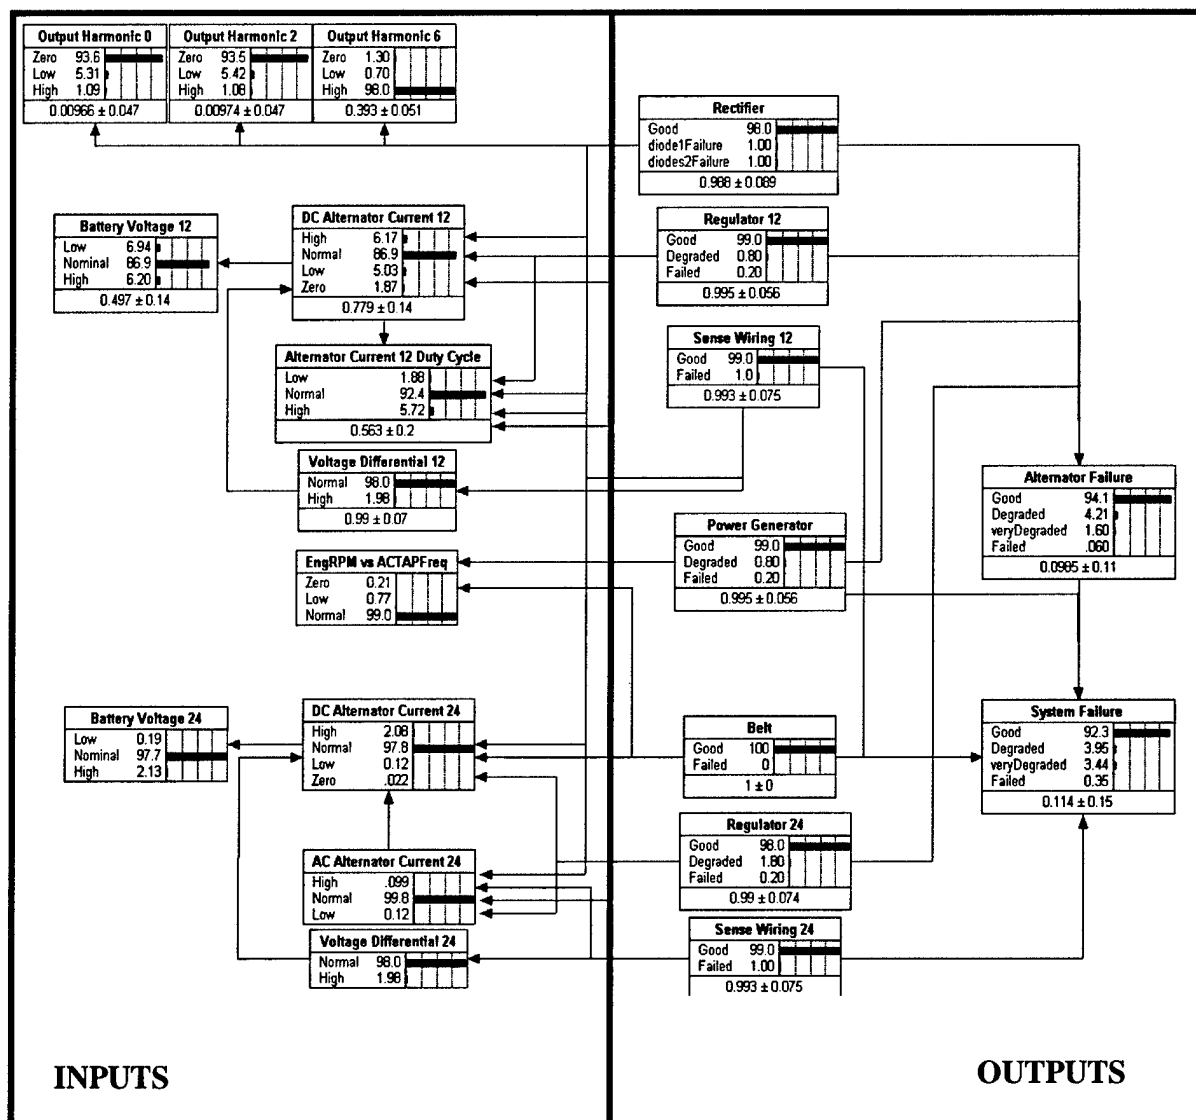 Output Harmonic 0
Zero 93.6
Low 5.31
High 1.09
0.00966 ± 0.047
Output Harmonic 2
Zero 93.5
Low 5.42
High 1.08
0.00974 ± 0.047
Output Harmonic 6
Zero 1.30
Low 0.70
High 98.0
0.393 ± 0.051
Rectifier
Good 98.0
diode1Failure 1.00
diodes2Failure 1.00
0.988 ± 0.089
Battery Voltage 12
Low 6.94
Nominal 86.9
High 6.20
0.497 ± 0.14
DC Alternator Current 12
High 6.17
Normal 86.9
Low 5.03
Zero 1.87
0.779 ± 0.14
Regulator 12
Good 99.0
Degraded 0.80
Failed 0.20
0.995 ± 0.056
Alternator Current 12 Duty Cycle
Low 1.88
Normal 92.4
High 5.72
0.563 ± 0.2
Sense Wiring 12
Good 99.0
Failed 1.0
0.993 ± 0.075
Voltage Differential 12
Normal 98.0
High 1.98
0.99 ± 0.07
Alternator Failure
Good 94.1
Degraded 4.21
veryDegraded 1.60
Failed .060
0.0985 ± 0.11
EngRPM vs ACTAPFreq
Zero 0.21
Low 0.77
Normal 99.0
Power Generator
Good 99.0
Degraded 0.80
Failed 0.20
0.995 ± 0.056
Battery Voltage 24
Low 0.19
Nominal 97.7
High 2.13
DC Alternator Current 24
High 2.08
Normal 97.8
Low 0.12
Zero .022
Belt
Good 100
Failed 0
1 ± 0
System Failure
Good 92.3
Degraded 3.95
veryDegraded 3.44
Failed 0.35
0.114 ± 0.15
AC Alternator Current 24
High .099
Normal 99.8
Low 0.12
Regulator 24
Good 98.0
Degraded 1.80
Failed 0.20
0.99 ± 0.074
Voltage Differential 24
Normal 98.0
High 1.98
Sense Wiring 24
Good 99.0
Failed 1.00
0.993 ± 0.075
INPUTS
OUTPUTS